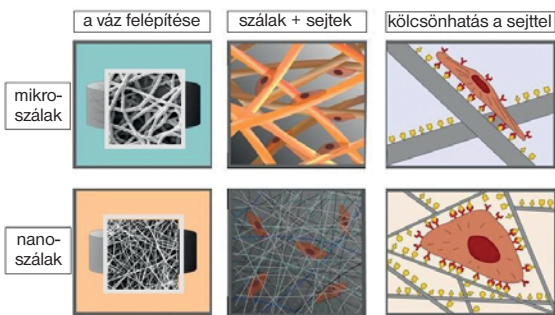 a váz felépítése
szálak + sejtek
kölcsönhatás a sejttel
mikro-
szálak
nano-
szálak